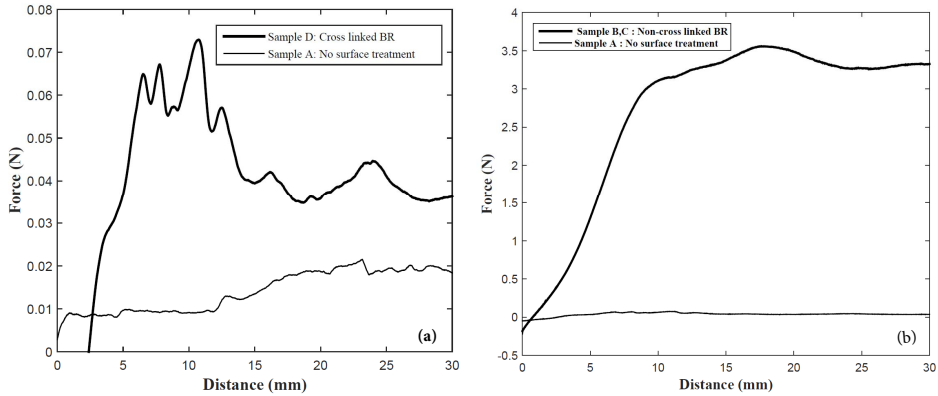 0.08
0.07
0.06
0.05
0.04
0.03
0.02
0.01
0
Force (N)
Sample D: Cross linked BR
Sample A: No surface treatment
(a)
0 5 10 15 20 25 30
Distance (mm)
4
3.5
3
2.5
2
1.5
1
0.5
0
-0.5
Force (N)
Sample B,C : Non-cross linked BR
Sample A : No surface treatment
(b)
0 5 10 15 20 25 30
Distance (mm)